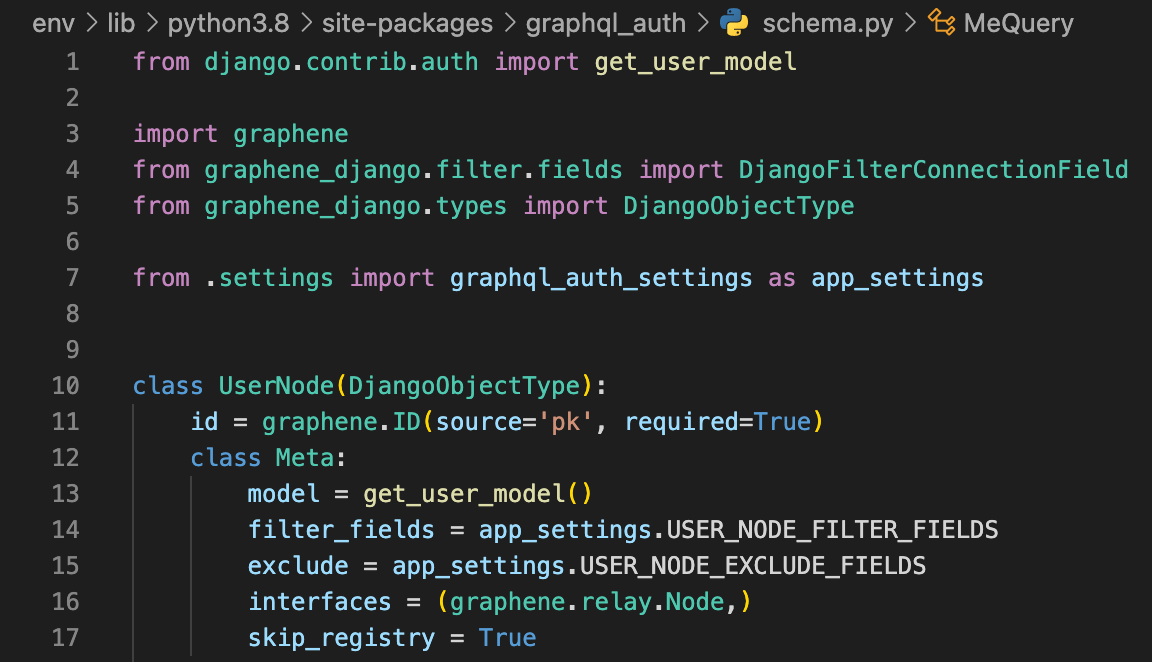 env > lib > python3.8 > site-packages > graphql_auth > schema.py > MeQuery
1 from django.contrib.auth import get_user_model
2
3 import graphene
4 from graphene_django.filter.fields import DjangoFilterConnectionField
5 from graphene_django.types import DjangoObjectType
6
7 from .settings import graphql_auth_settings as app_settings
8
9
10 class UserNode(DjangoObjectType):
11     id = graphene.ID(source='pk', required=True)
12     class Meta:
13         model = get_user_model()
14         filter_fields = app_settings.USER_NODE_FILTER_FIELDS
15         exclude = app_settings.USER_NODE_EXCLUDE_FIELDS
16         interfaces = (graphene.relay.Node,)
17         skip_registry = True